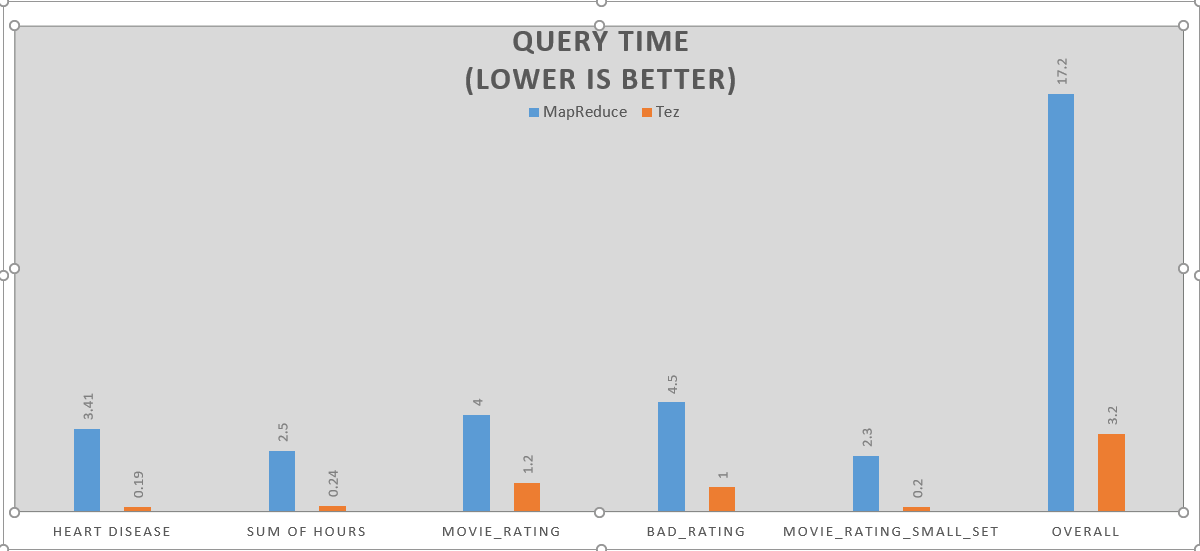 QUERY TIME
(LOWER IS BETTER)
MapReduce Tez
3.41 0.19 2.5 0.24 4 1.2 4.5 1 2.3 0.2 17.2 3.2
HEART DISEASE SUM OF HOURS MOVIE_RATING BAD_RATING MOVIE_RATING_SMALL_SET OVERALL